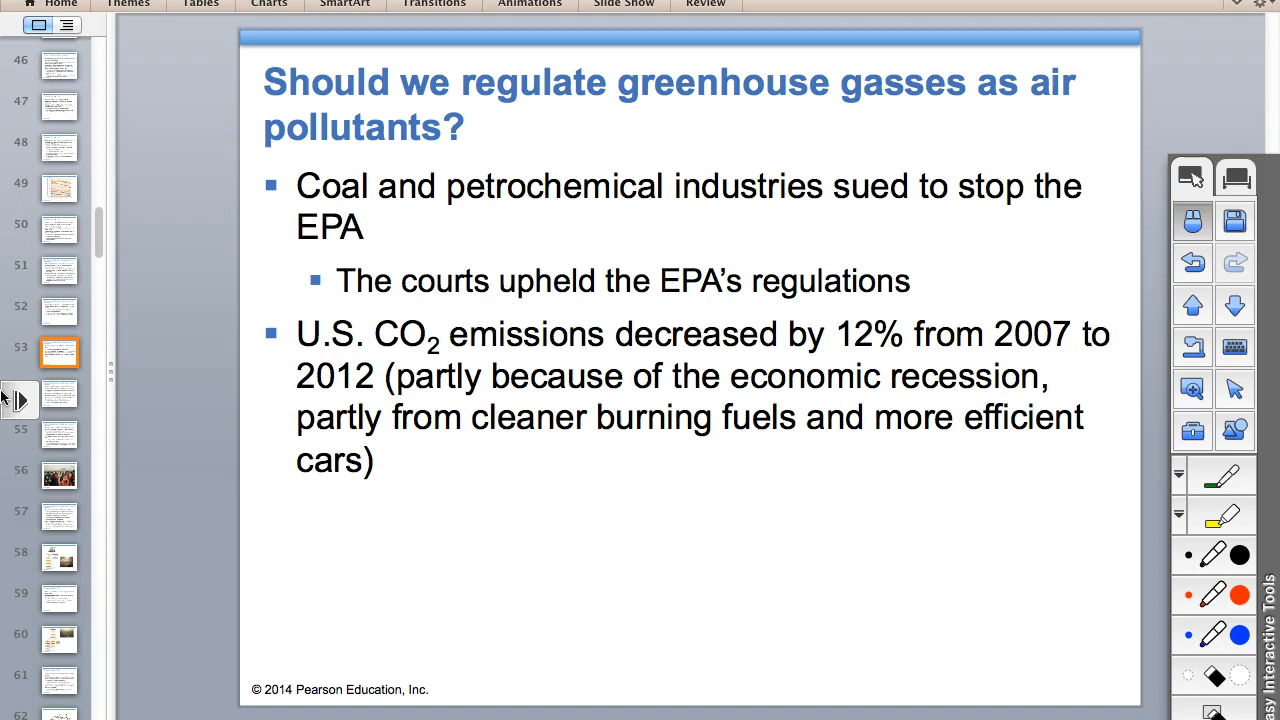 Home Themes Tables Charts SmartArt Transitions Animations Slide Show Review
46
47
48
49
50
51
52
53
55
56
57
58
59
60
61
62
Should we regulate greenhouse gasses as air
pollutants?
Coal and petrochemical industries sued to stop the
EPA
The courts upheld the EPA’s regulations
U.S. CO2 emissions decreased by 12% from 2007 to
2012 (partly because of the economic recession,
partly from cleaner burning fuels and more efficient
cars)
© 2014 Pearson Education, Inc.
Interactive Tools